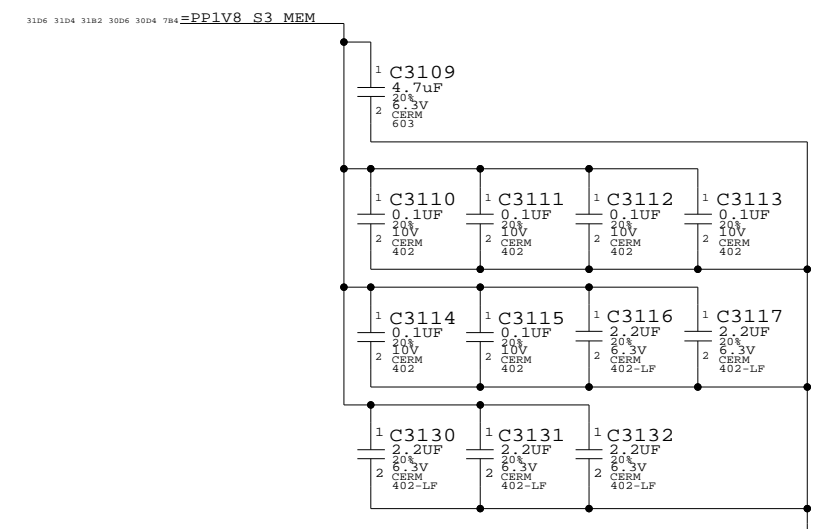 31D6 31D4 31B2 30D6 30D4 7B4 =PP1V8 S3 MEM
1 C3109
4.7uF
20%
6.3V
2 CERM
603
1 C3110
0.1UF
20%
10V
2 CERM
402
1 C3111
0.1UF
20%
10V
2 CERM
402
1 C3112
0.1UF
20%
10V
2 CERM
402
1 C3113
0.1UF
20%
10V
2 CERM
402
1 C3114
0.1UF
20%
10V
2 CERM
402
1 C3115
0.1UF
20%
10V
2 CERM
402
1 C3116
2.2UF
20%
6.3V
2 CERM
402-LF
1 C3117
2.2UF
20%
6.3V
2 CERM
402-LF
1 C3130
2.2UF
20%
6.3V
2 CERM
402-LF
1 C3131
2.2UF
20%
6.3V
2 CERM
402-LF
1 C3132
2.2UF
20%
6.3V
2 CERM
402-LF